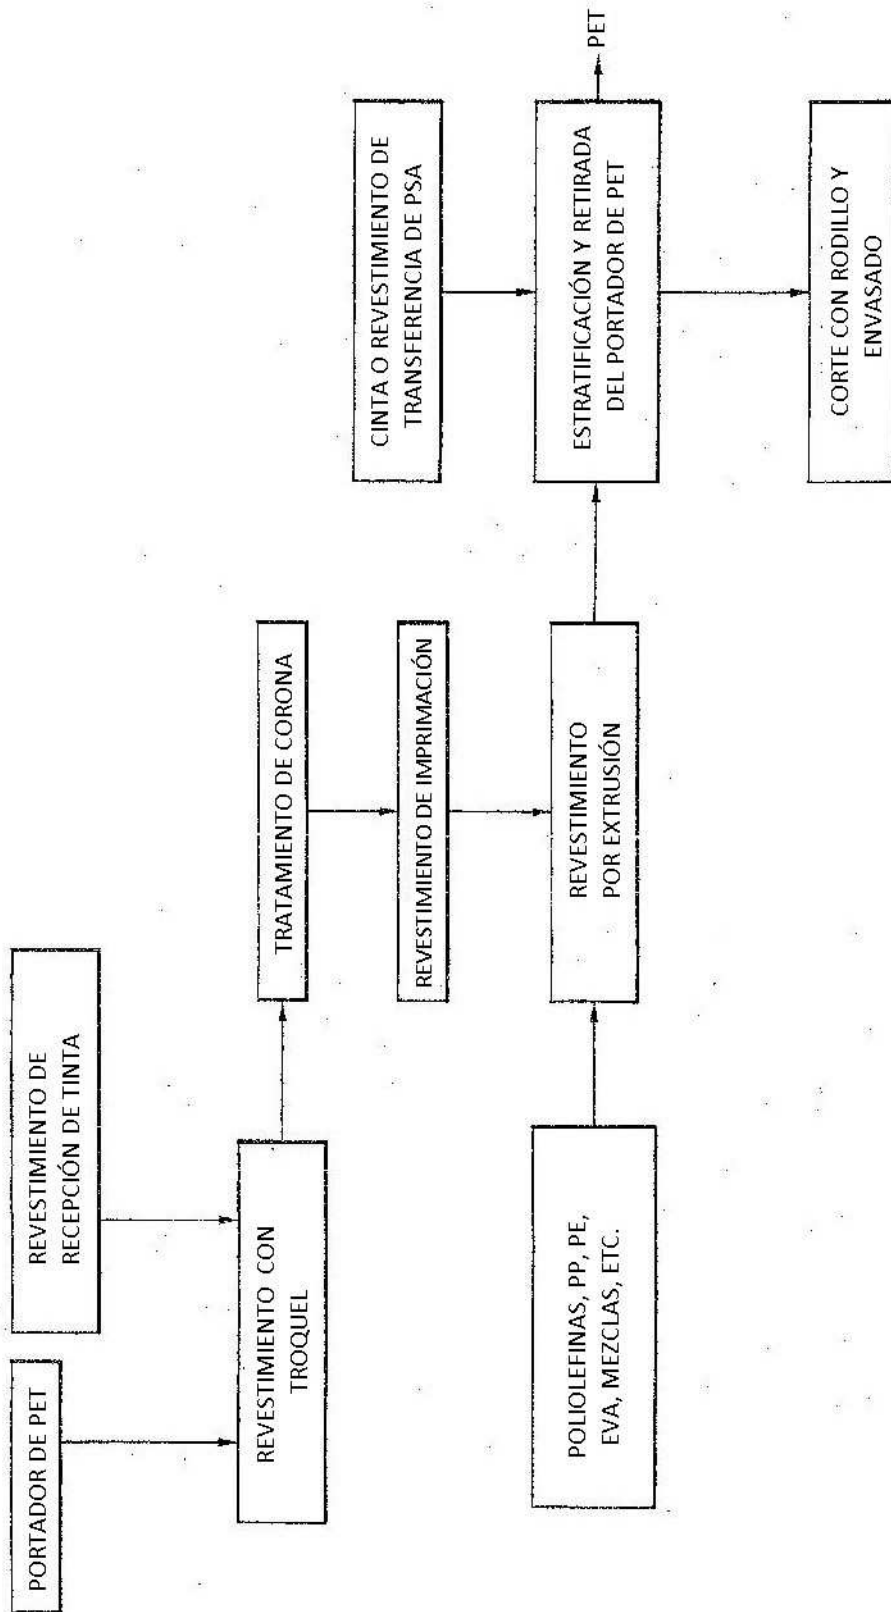 PORTADOR DE PET
REVESTIMIENTO DE
RECEPCIÓN DE TINTA
REVESTIMIENTO CON
TROQUEL
TRATAMIENTO DE CORONA
REVESTIMIENTO DE IMPRIMACIÓN
POLIOLEFINAS, PP, PE,
EVA, MEZCLAS, ETC.
REVESTIMIENTO
POR EXTRUSIÓN
CINTA O REVESTIMIENTO DE
TRANSFERENCIA DE PSA
ESTRATIFICACIÓN Y RETIRADA
DEL PORTADOR DE PET
PET
CORTE CON RODILLO Y
ENVASADO